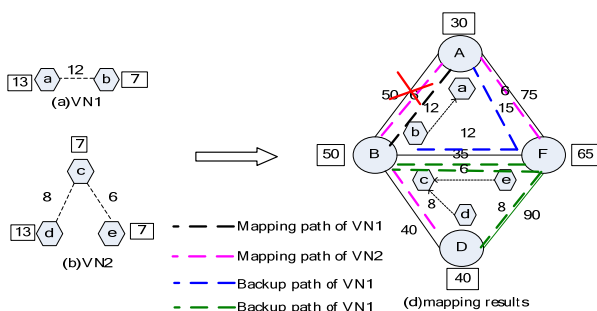 30
A
12
13 a b 7
(a)VN1
50 6 a 6 75
12 15
b 12
7
c
50 B 35 F 65
6
c e
8 6
8 d 8 90
13 d e 7
40
(b)VN2
D
40
Mapping path of VN1
Mapping path of VN2
Backup path of VN1
Backup path of VN1
(d)mapping results